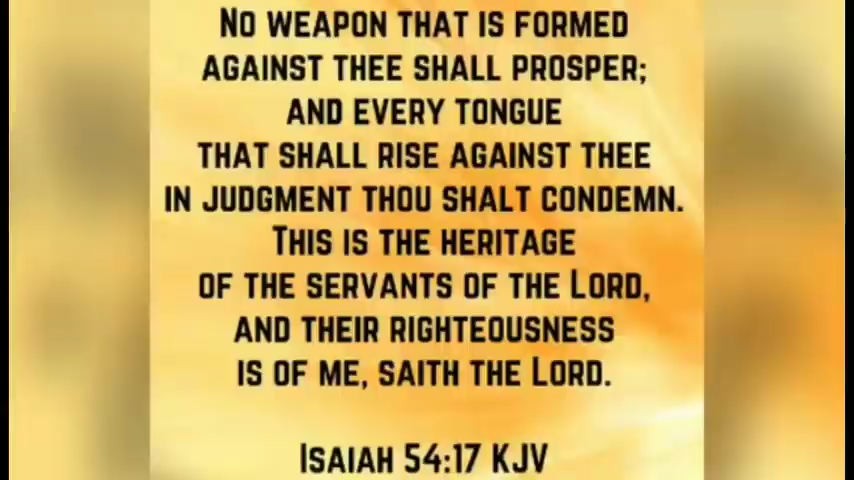 No weapon that is formed
against thee shall prosper;
and every tongue
that shall rise against thee
in judgment thou shalt condemn.
This is the heritage
of the servants of the Lord,
and their righteousness
is of me, saith the Lord.
Isaiah 54:17 KJV